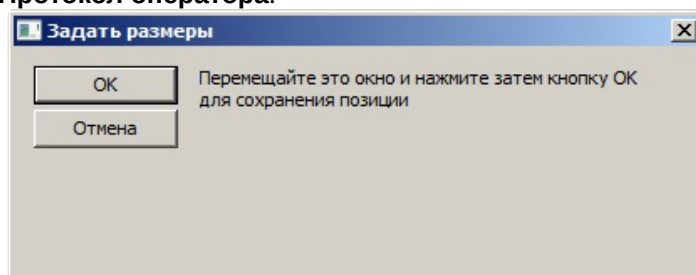 Протокол оператора.
Задать размеры
OK
Перемещайте это окно и нажмите затем кнопку OK
для сохранения позиции
Отмена